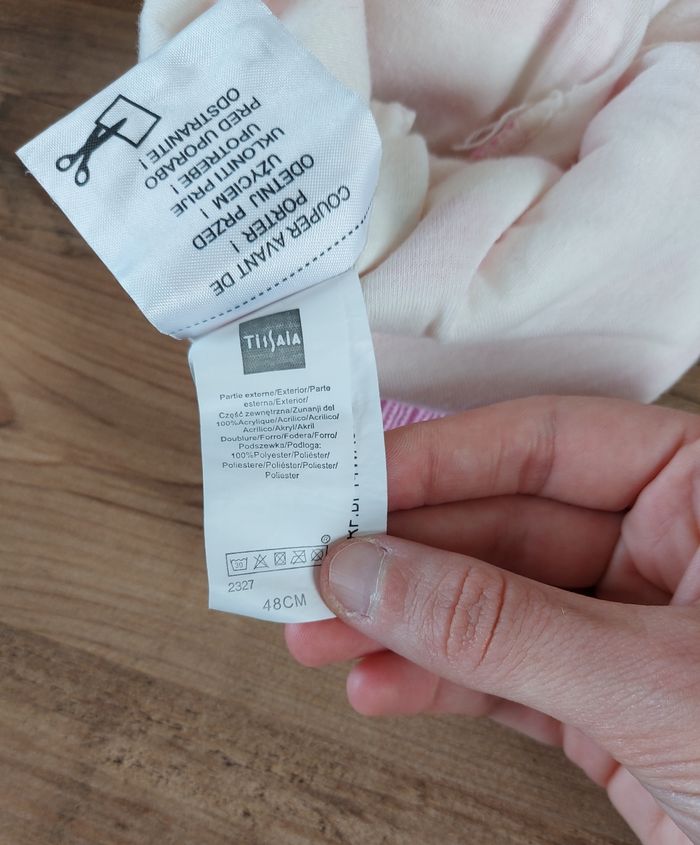 COUPER AVANT DE
PORTER !
ODETNIJ PRZED
UŻYCIEM !
UKLONITI PRIJE
UPOTREBE !
PRED UPORABO
ODSTRANITE !
TISSAIA
Partie externe/Exterior/Parte
esterna/Exterior/
Część zewnętrzna/Zunanji del
100%Acrylique/Acrilico/Acrilico/
Acrílico/Akryl/Akril
Doublure/Forro/Fodera/Forro/
Podszewka/Podloga:
100%Polyester/Poliéster/
Poliestere/Poliéster/Poliester/
Poliester
30
2327
48CM